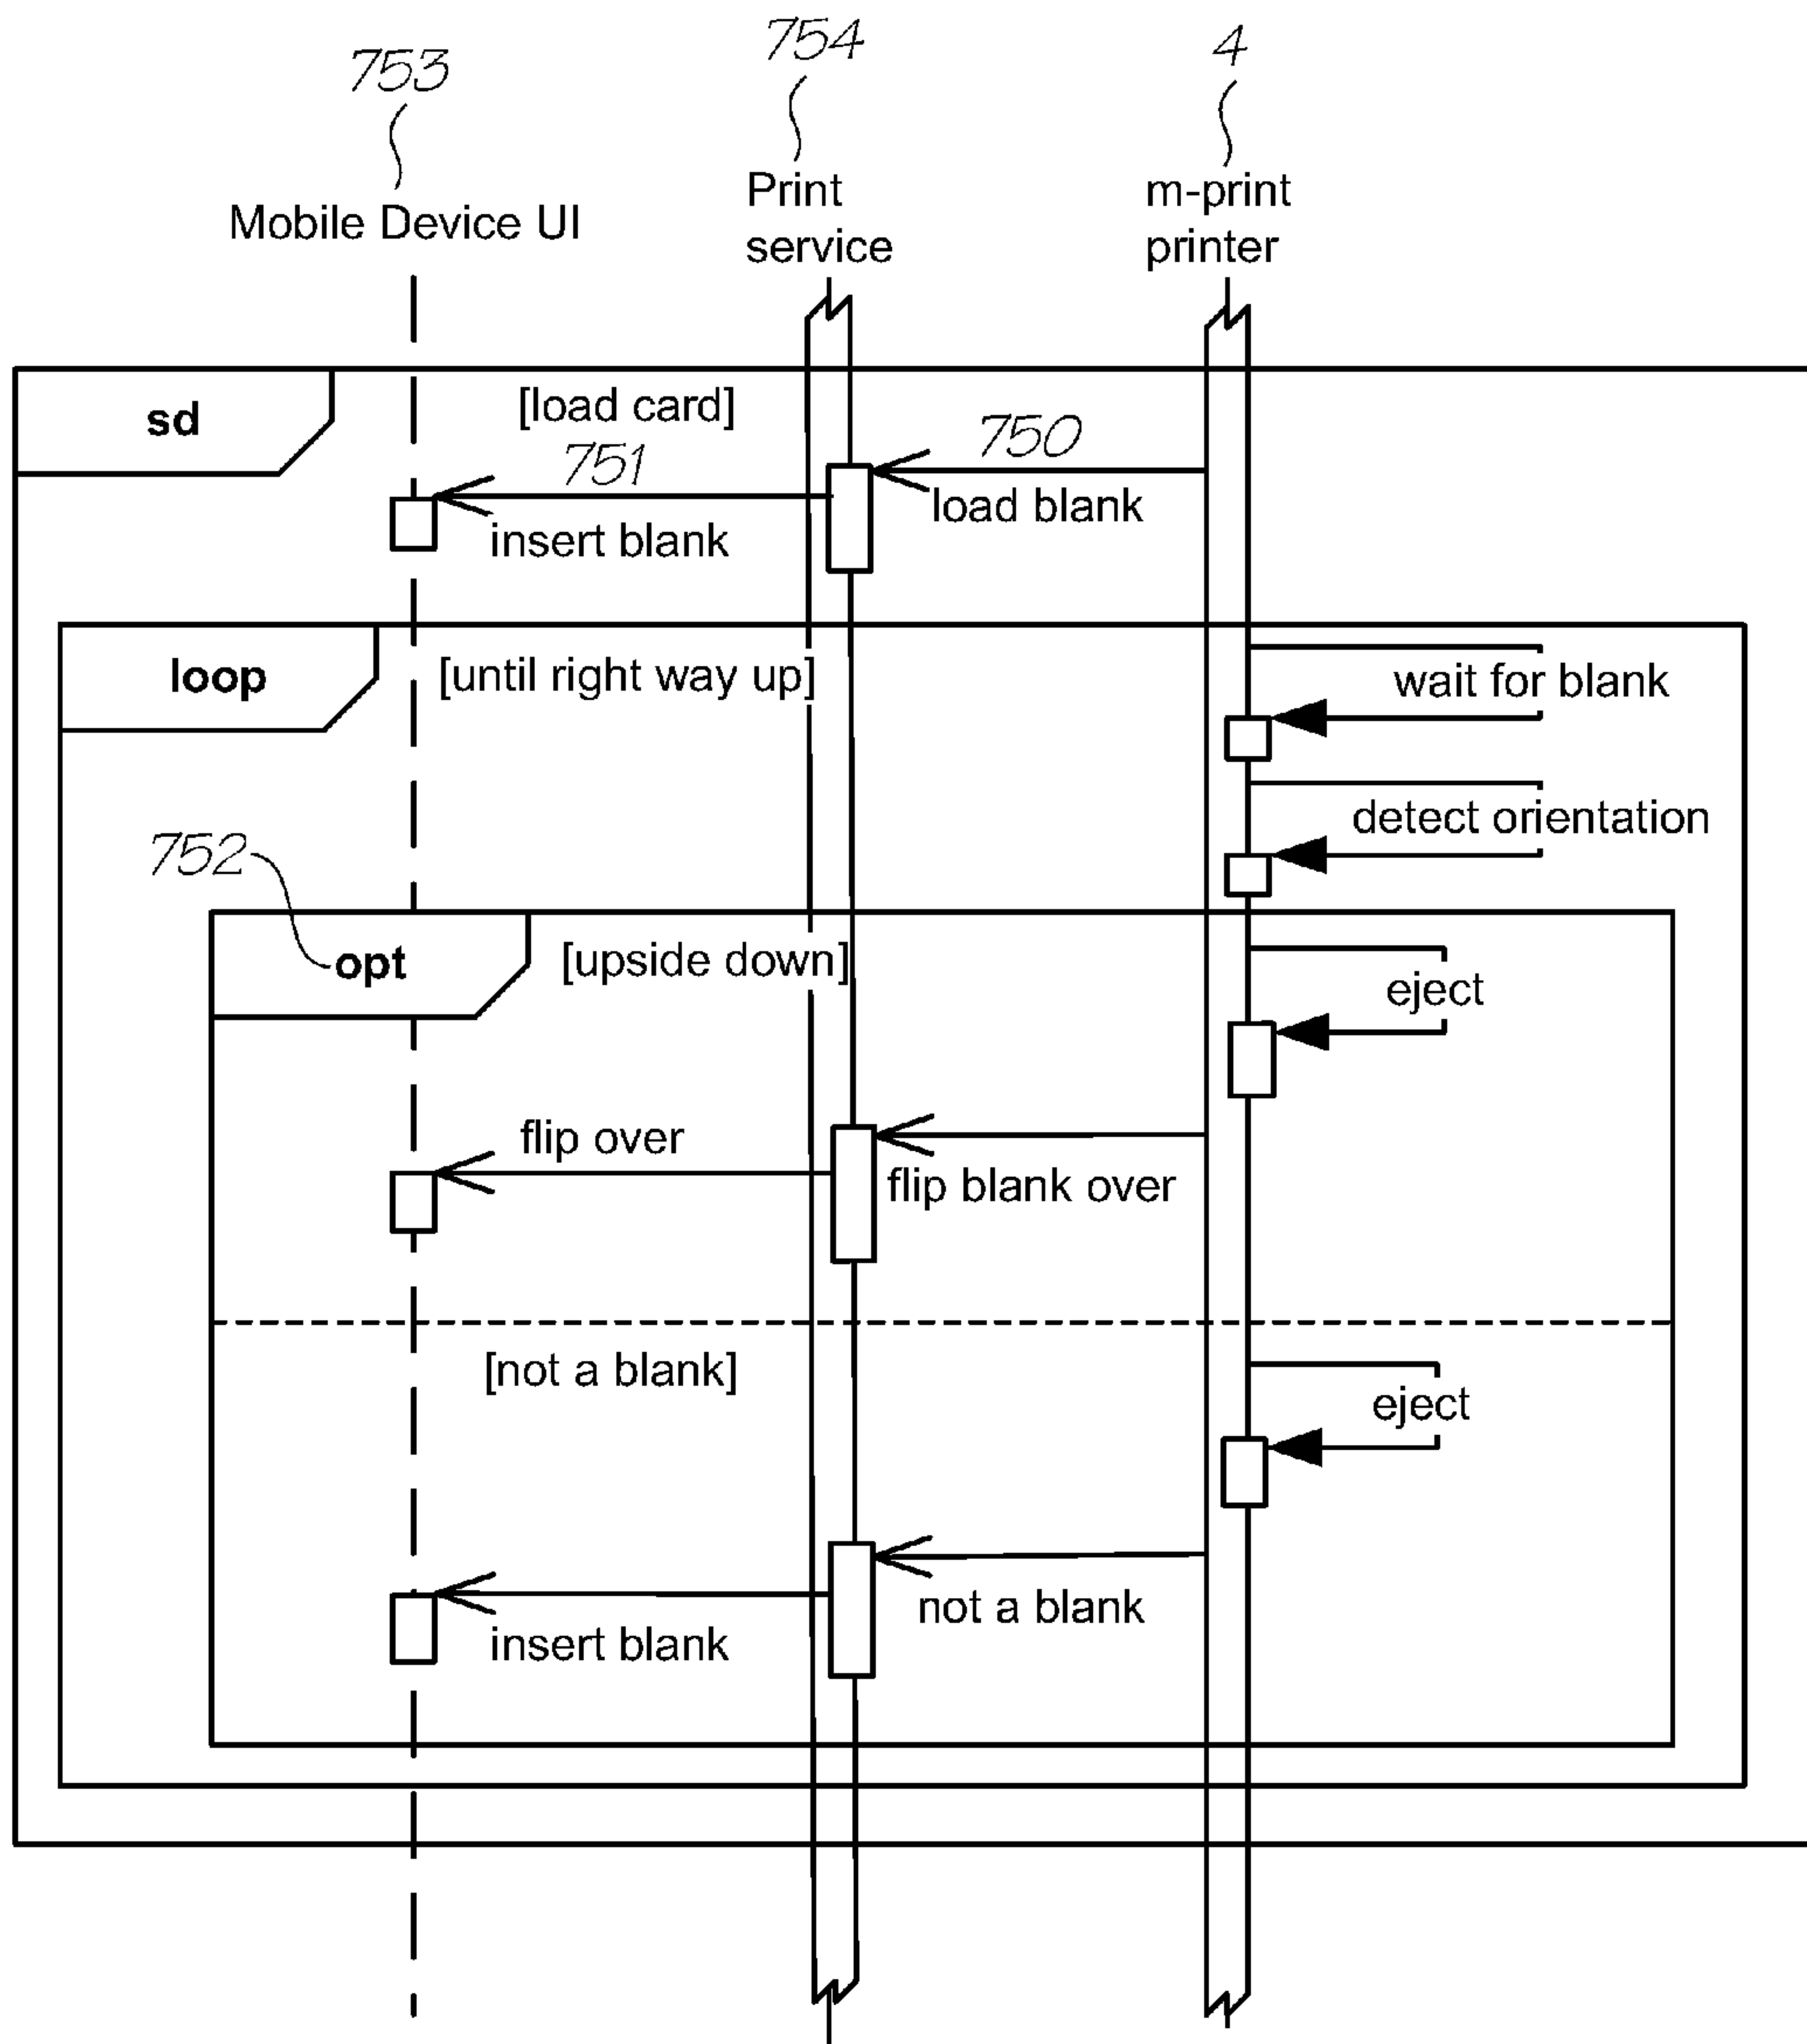 753
754
4
Mobile Device UI
Print
service
m-print
printer
sd
[load card]
750
751
load blank
insert blank
loop
[until right way up]
wait for blank
detect orientation
752
opt
[upside down]
eject
flip over
flip blank over
[not a blank]
eject
not a blank
insert blank